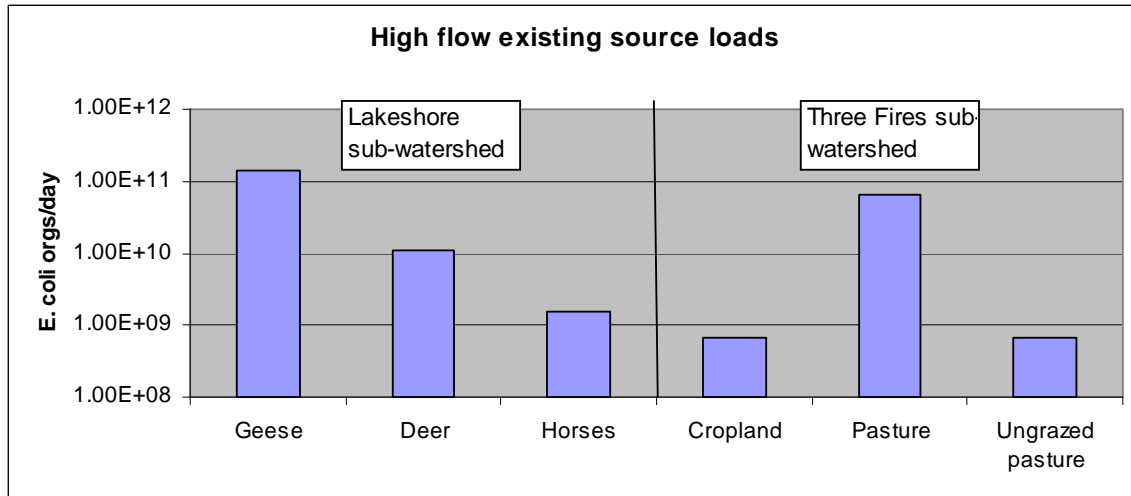 High flow existing source loads
1.00E+12
1.00E+11
1.00E+10
1.00E+09
1.00E+08
E. coli orgs/day
Lakeshore
sub-watershed
Three Fires sub-
watershed
Geese
Deer
Horses
Cropland
Pasture
Ungrazed
pasture